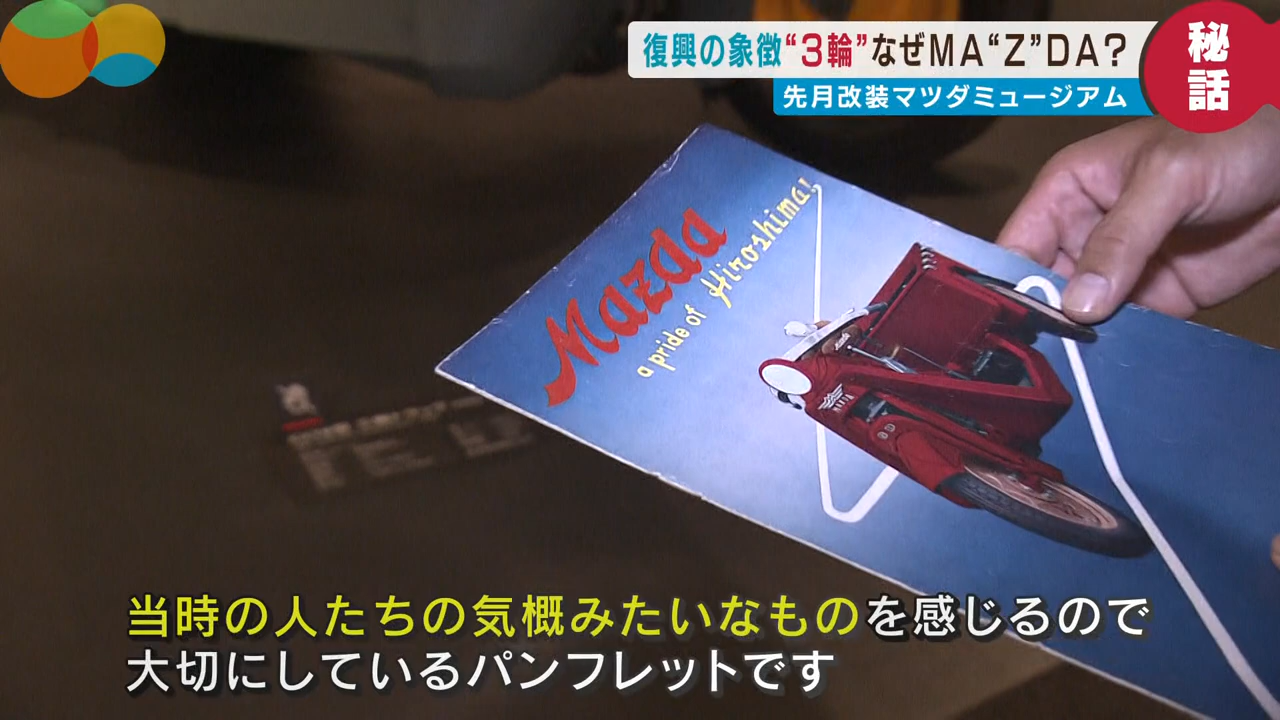 復興の象徴“3輪”なぜMA“Z”DA?
先月改装マツダミュージアム
秘話
Mazda
a pride of Hiroshima!
当時の人たちの気概みたいなものを感じるので
大切にしているパンフレットです